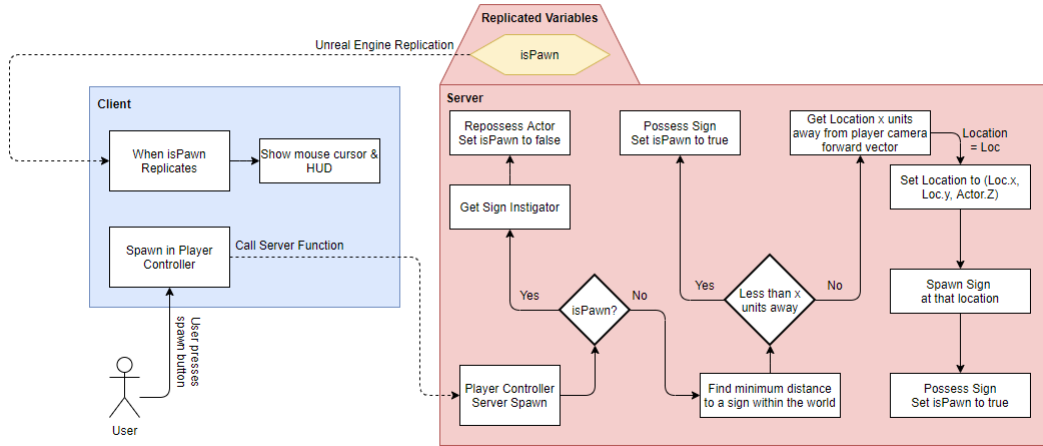 Replicated Variables
isPawn
Unreal Engine Replication
Client
When isPawn
Replicates
Show mouse cursor &
HUD
Spawn in Player
Controller
Call Server Function
User presses
spawn button
User
Server
Repossess Actor
Set isPawn to false
Get Sign Instigator
Yes
isPawn?
No
Player Controller
Server Spawn
Possess Sign
Set isPawn to true
Yes
Less than x
units away
No
Find minimum distance
to a sign within the world
Get Location x units
away from player camera
forward vector
Location
= Loc
Set Location to (Loc.x,
Loc.y, Actor.Z)
Spawn Sign
at that location
Possess Sign
Set isPawn to true